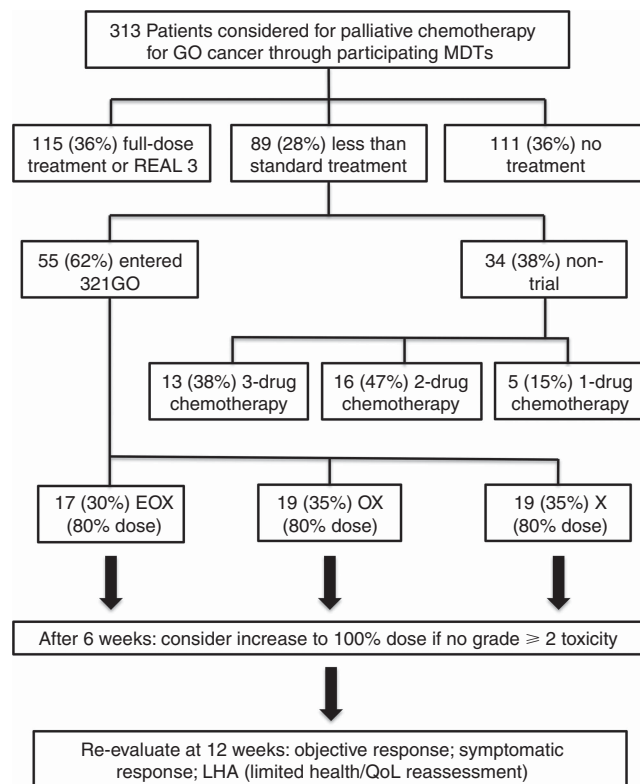 313 Patients considered for palliative chemotherapy
for GO cancer through participating MDTs
115 (36%) full-dose
treatment or REAL 3
89 (28%) less than
standard treatment
111 (36%) no
treatment
55 (62%) entered
321GO
34 (38%) non-
trial
13 (38%) 3-drug
chemotherapy
16 (47%) 2-drug
chemotherapy
5 (15%) 1-drug
chemotherapy
17 (30%) EOX
(80% dose)
19 (35%) OX
(80% dose)
19 (35%) X
(80% dose)
After 6 weeks: consider increase to 100% dose if no grade ⩾ 2 toxicity
Re-evaluate at 12 weeks: objective response; symptomatic
response; LHA (limited health/QoL reassessment)